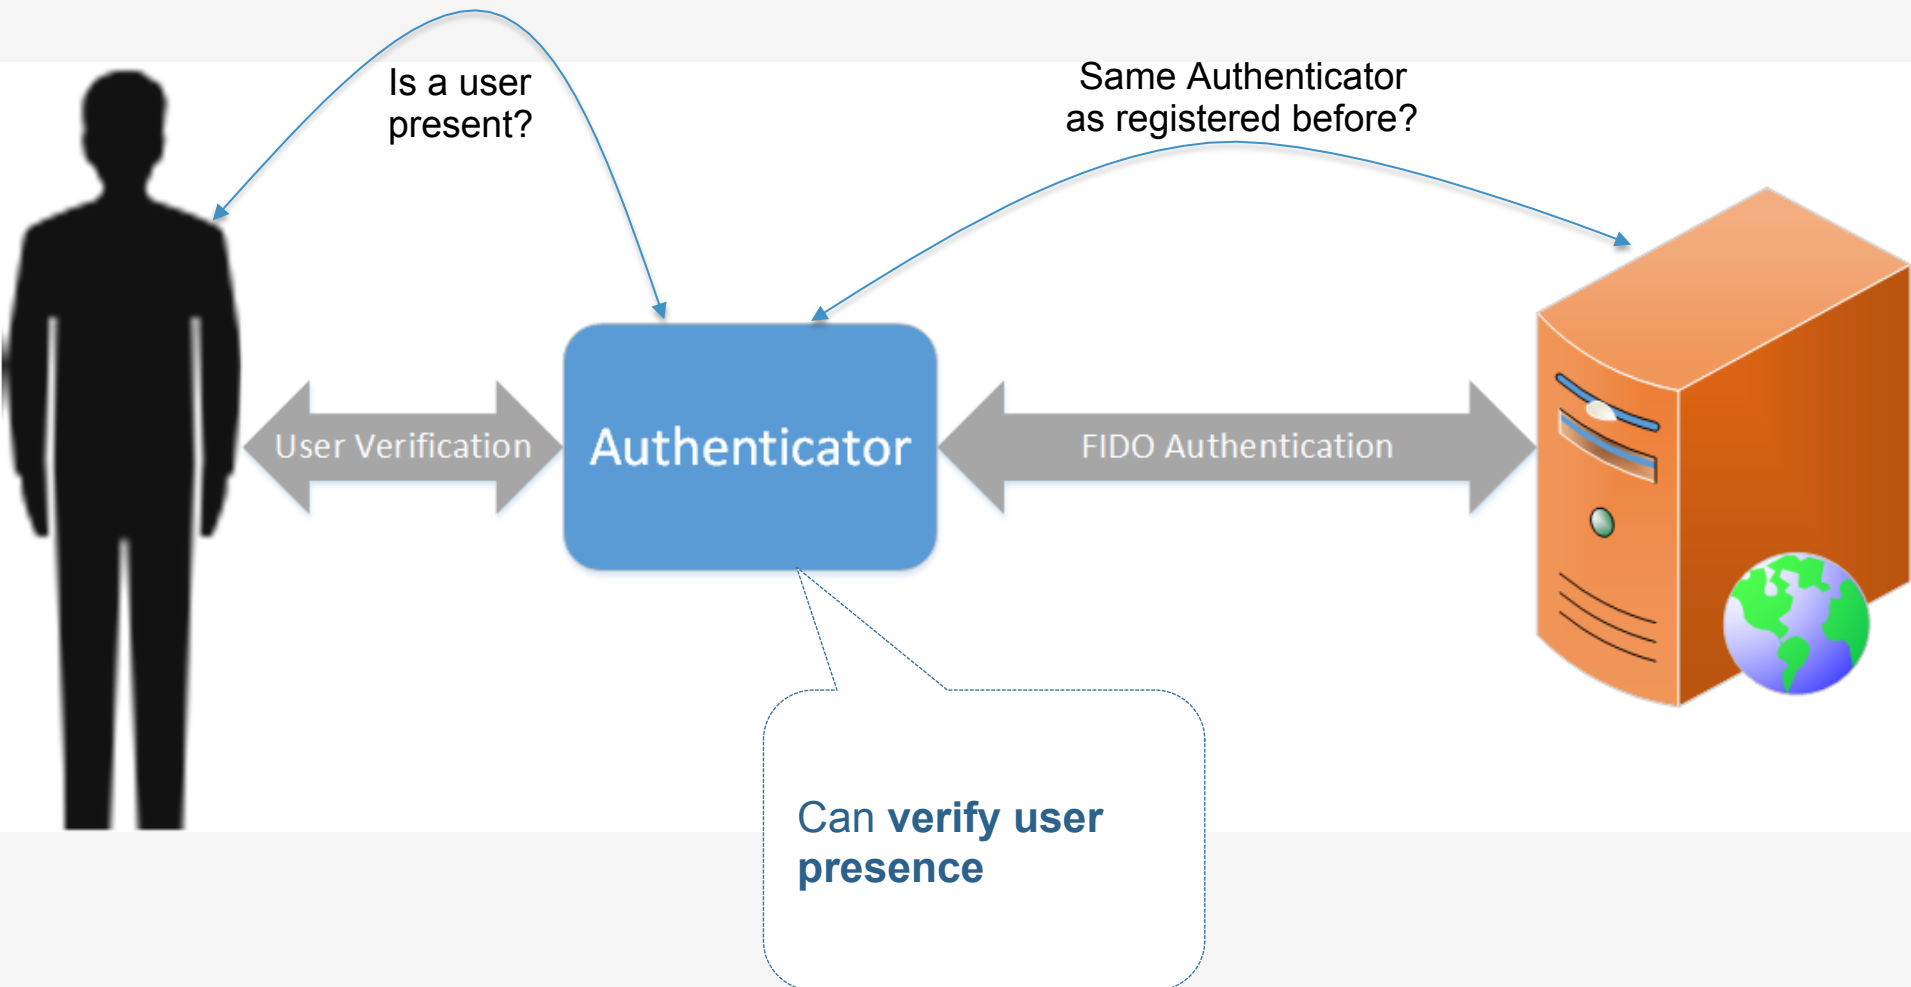 Is a user
present?
Same Authenticator
as registered before?
User Verification
Authenticator
FIDO Authentication
Can verify user
presence